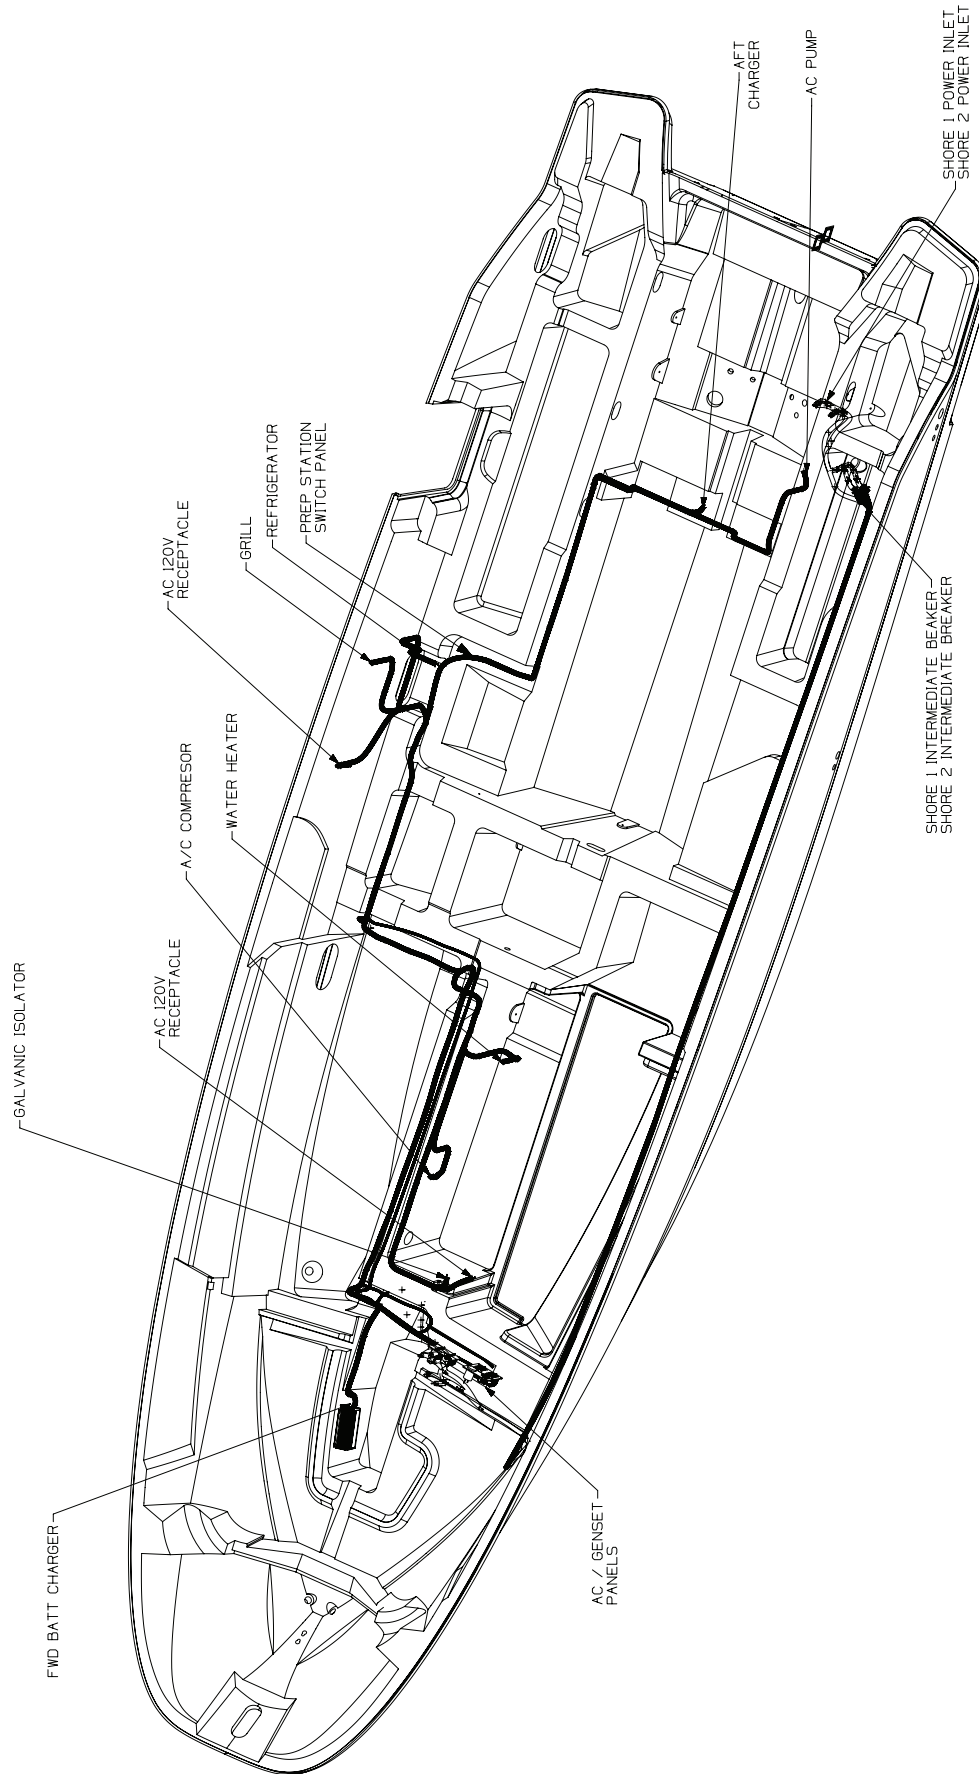 FWD BATT CHARGER
GALVANIC ISOLATOR
AC 120V
RECEPTACLE
A/C COMPRESOR
WATER HEATER
AC 120V
RECEPTACLE
GRILL
REFRIGERATOR
PREP STATION
SWITCH PANEL
AFT
CHARGER
AC PUMP
SHORE 1 POWER INLET
SHORE 2 POWER INLET
SHORE 1 INTERMEDIATE BEAKER
SHORE 2 INTERMEDIATE BREAKER
AC / GENSET
PANELS